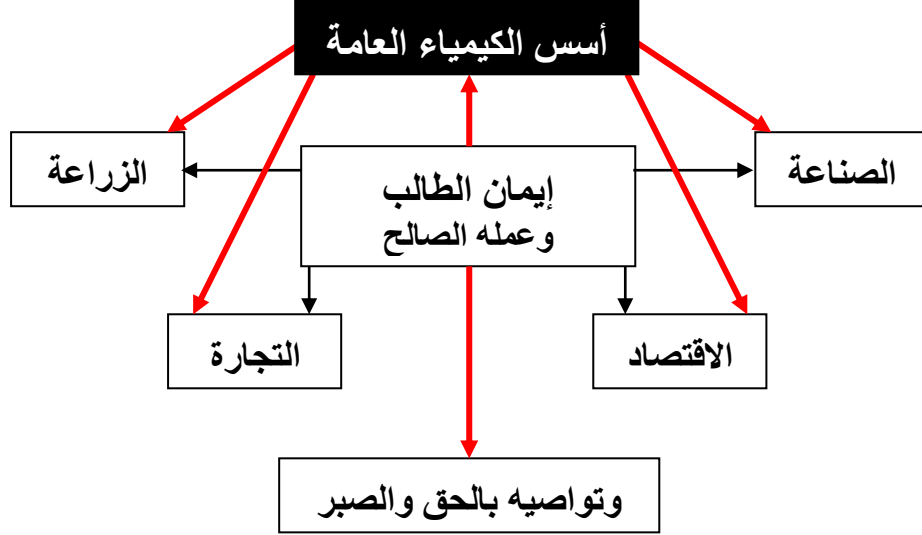 أسس الكيمياء العامة
الصناعة
الزراعة
إيمان الطالب
وعمله الصالح
الاقتصاد
التجارة
وتواصيه بالحق والصبر